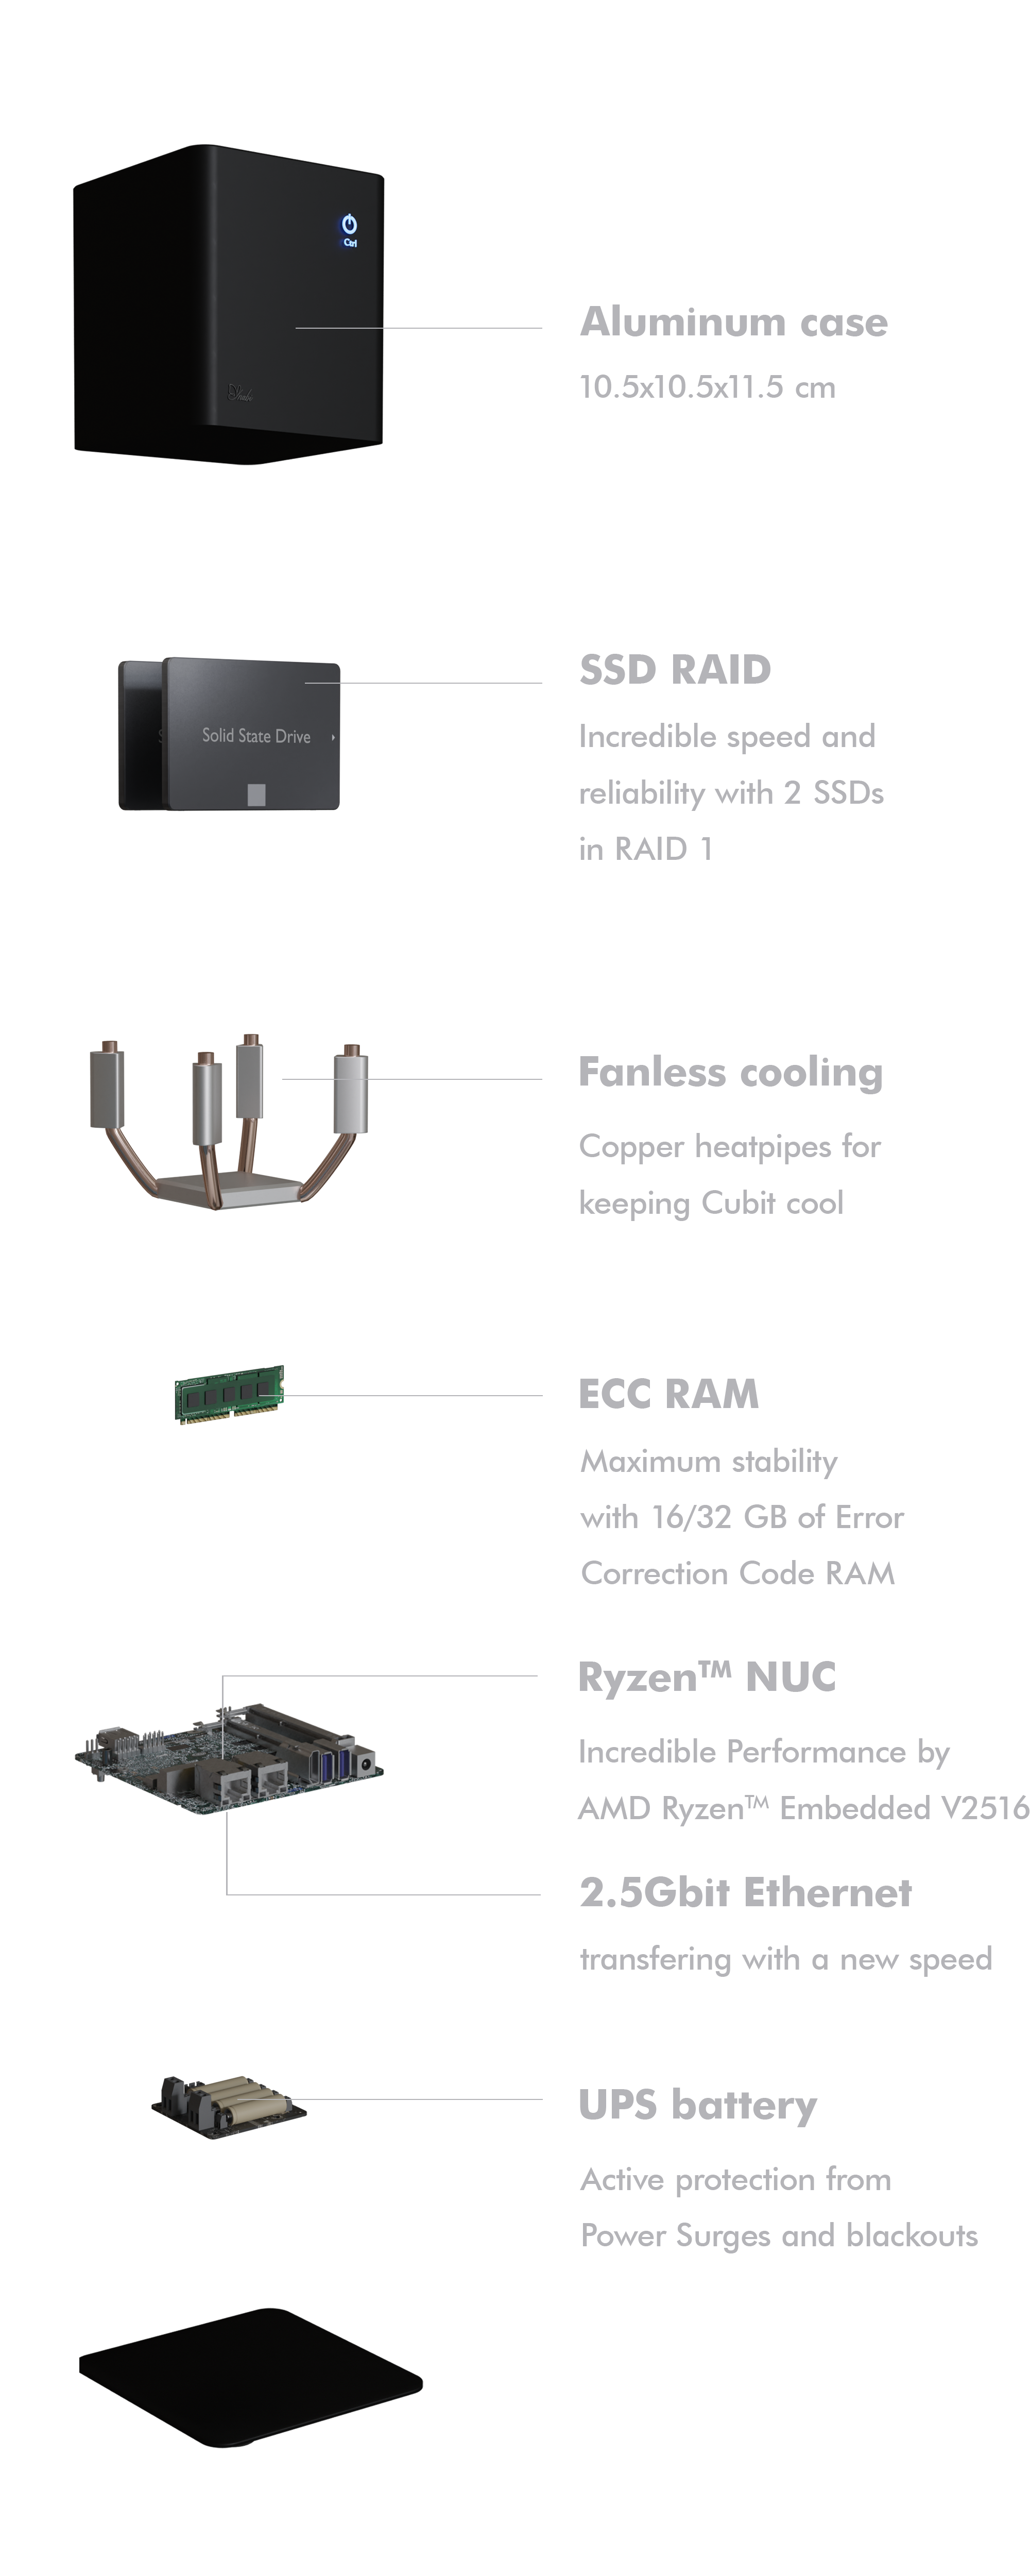 Ctrl
Aluminum case
10.5x10.5x11.5 cm
SSD RAID
Solid State Drive
Incredible speed and
reliability with 2 SSDs
in RAID 1
Fanless cooling
Copper heatpipes for
keeping Cubit cool
ECC RAM
Maximum stability
with 16/32 GB of Error
Correction Code RAM
Ryzen™ NUC
Incredible Performance by
AMD Ryzen™ Embedded V2516
2.5Gbit Ethernet
transfering with a new speed
UPS battery
Active protection from
Power Surges and blackouts